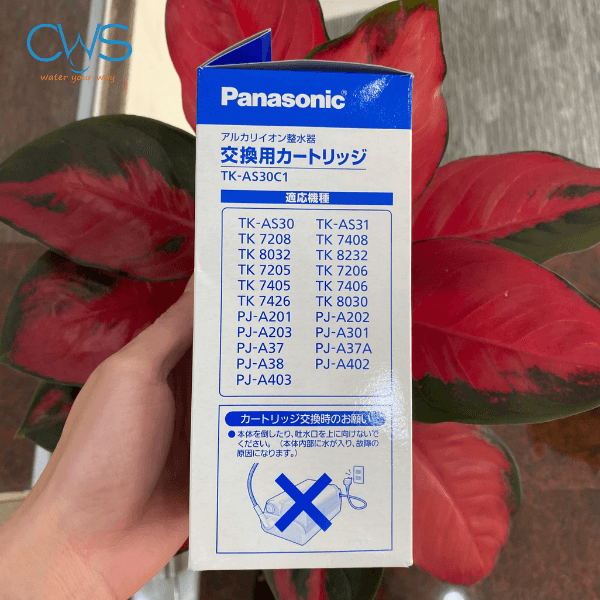 CWS
water your way
Panasonic
アルカリイオン整水器
交換用カートリッジ
TK-AS30C1
適応機種
TK-AS30 TK-AS31
TK 7208 TK 7408
TK 8032 TK 8232
TK 7205 TK 7206
TK 7405 TK 7406
TK 7426 TK 8030
PJ-A201 PJ-A202
PJ-A203 PJ-A301
PJ-A37 PJ-A37A
PJ-A38 PJ-A402
PJ-A403
カートリッジ交換時のお願い
●本体を倒したり、吐水口を上に向けないで
ください。（本体内部に水が入り、故障の
原因になります。）